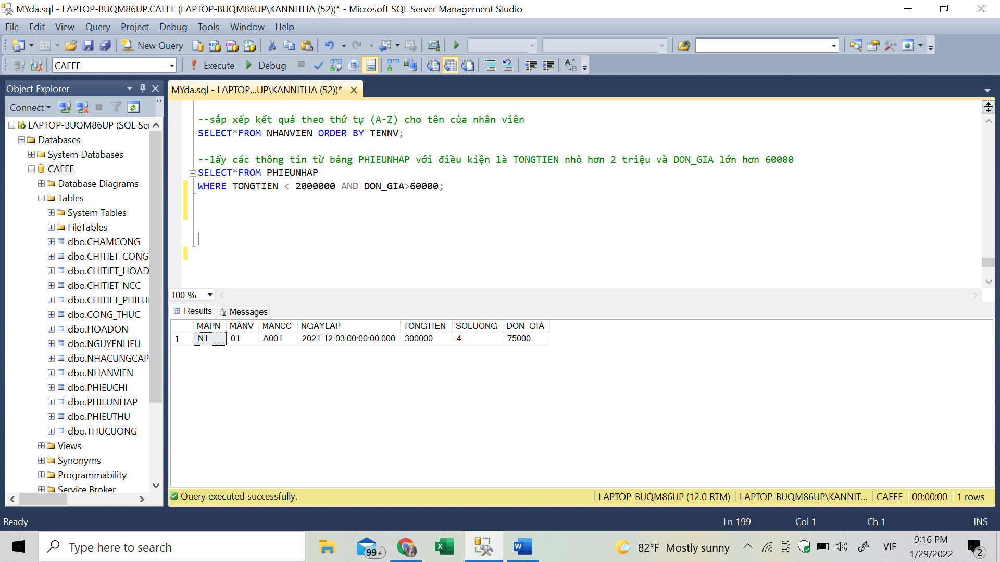 MYda.sql - LAPTOP-BUQM86UP.CAFEE (LAPTOP-BUQM86UP\KANNITHA (52))* - Microsoft SQL Server Management Studio
File Edit View Query Project Debug Tools Window Help
New Query
CAFEE Execute Debug
Object Explorer
Connect
LAPTOP-BUQM86UP (SQL Se
Databases
System Databases
CAFEE
Database Diagrams
Tables
System Tables
FileTables
dbo.CHAMCONG
dbo.CHITIET_CONG
dbo.CHITIET_HOAD
dbo.CHITIET_NCC
dbo.CHITIET_PHIEU
dbo.CONG_THUC
dbo.HOADON
dbo.NGUYENLIEU
dbo.NHACUNGCAP
dbo.NHANVIEN
dbo.PHIEUCHI
dbo.PHIEUNHAP
dbo.PHIEUTHU
dbo.THUCUONG
Views
Synonyms
Programmability
Service Broker
MYda.sql - LAPTOP...UP\KANNITHA (52))*
--sắp xếp kết quả theo thứ tự (A-Z) cho tên của nhân viên
SELECT*FROM NHANVIEN ORDER BY TENNV;
--lấy các thông tin từ bảng PHIEUNHAP với điều kiện là TONGTIEN nhỏ hơn 2 triệu và DON_GIA lớn hơn 60000
SELECT*FROM PHIEUNHAP
WHERE TONGTIEN < 2000000 AND DON_GIA>60000;
100 %
Results Messages
MAPN MANV MANCC NGAYLAP TONGTIEN SOLUONG DON_GIA
1 N1 01 A001 2021-12-03 00:00:00.000 300000 4 75000
Query executed successfully. LAPTOP-BUQM86UP (12.0 RTM) LAPTOP-BUQM86UP\KANNIT... CAFEE 00:00:00 1 rows
Ready Ln 199 Col 1 Ch 1 INS
Type here to search 99+ 82°F Mostly sunny VIE 9:16 PM
1/29/2022 2